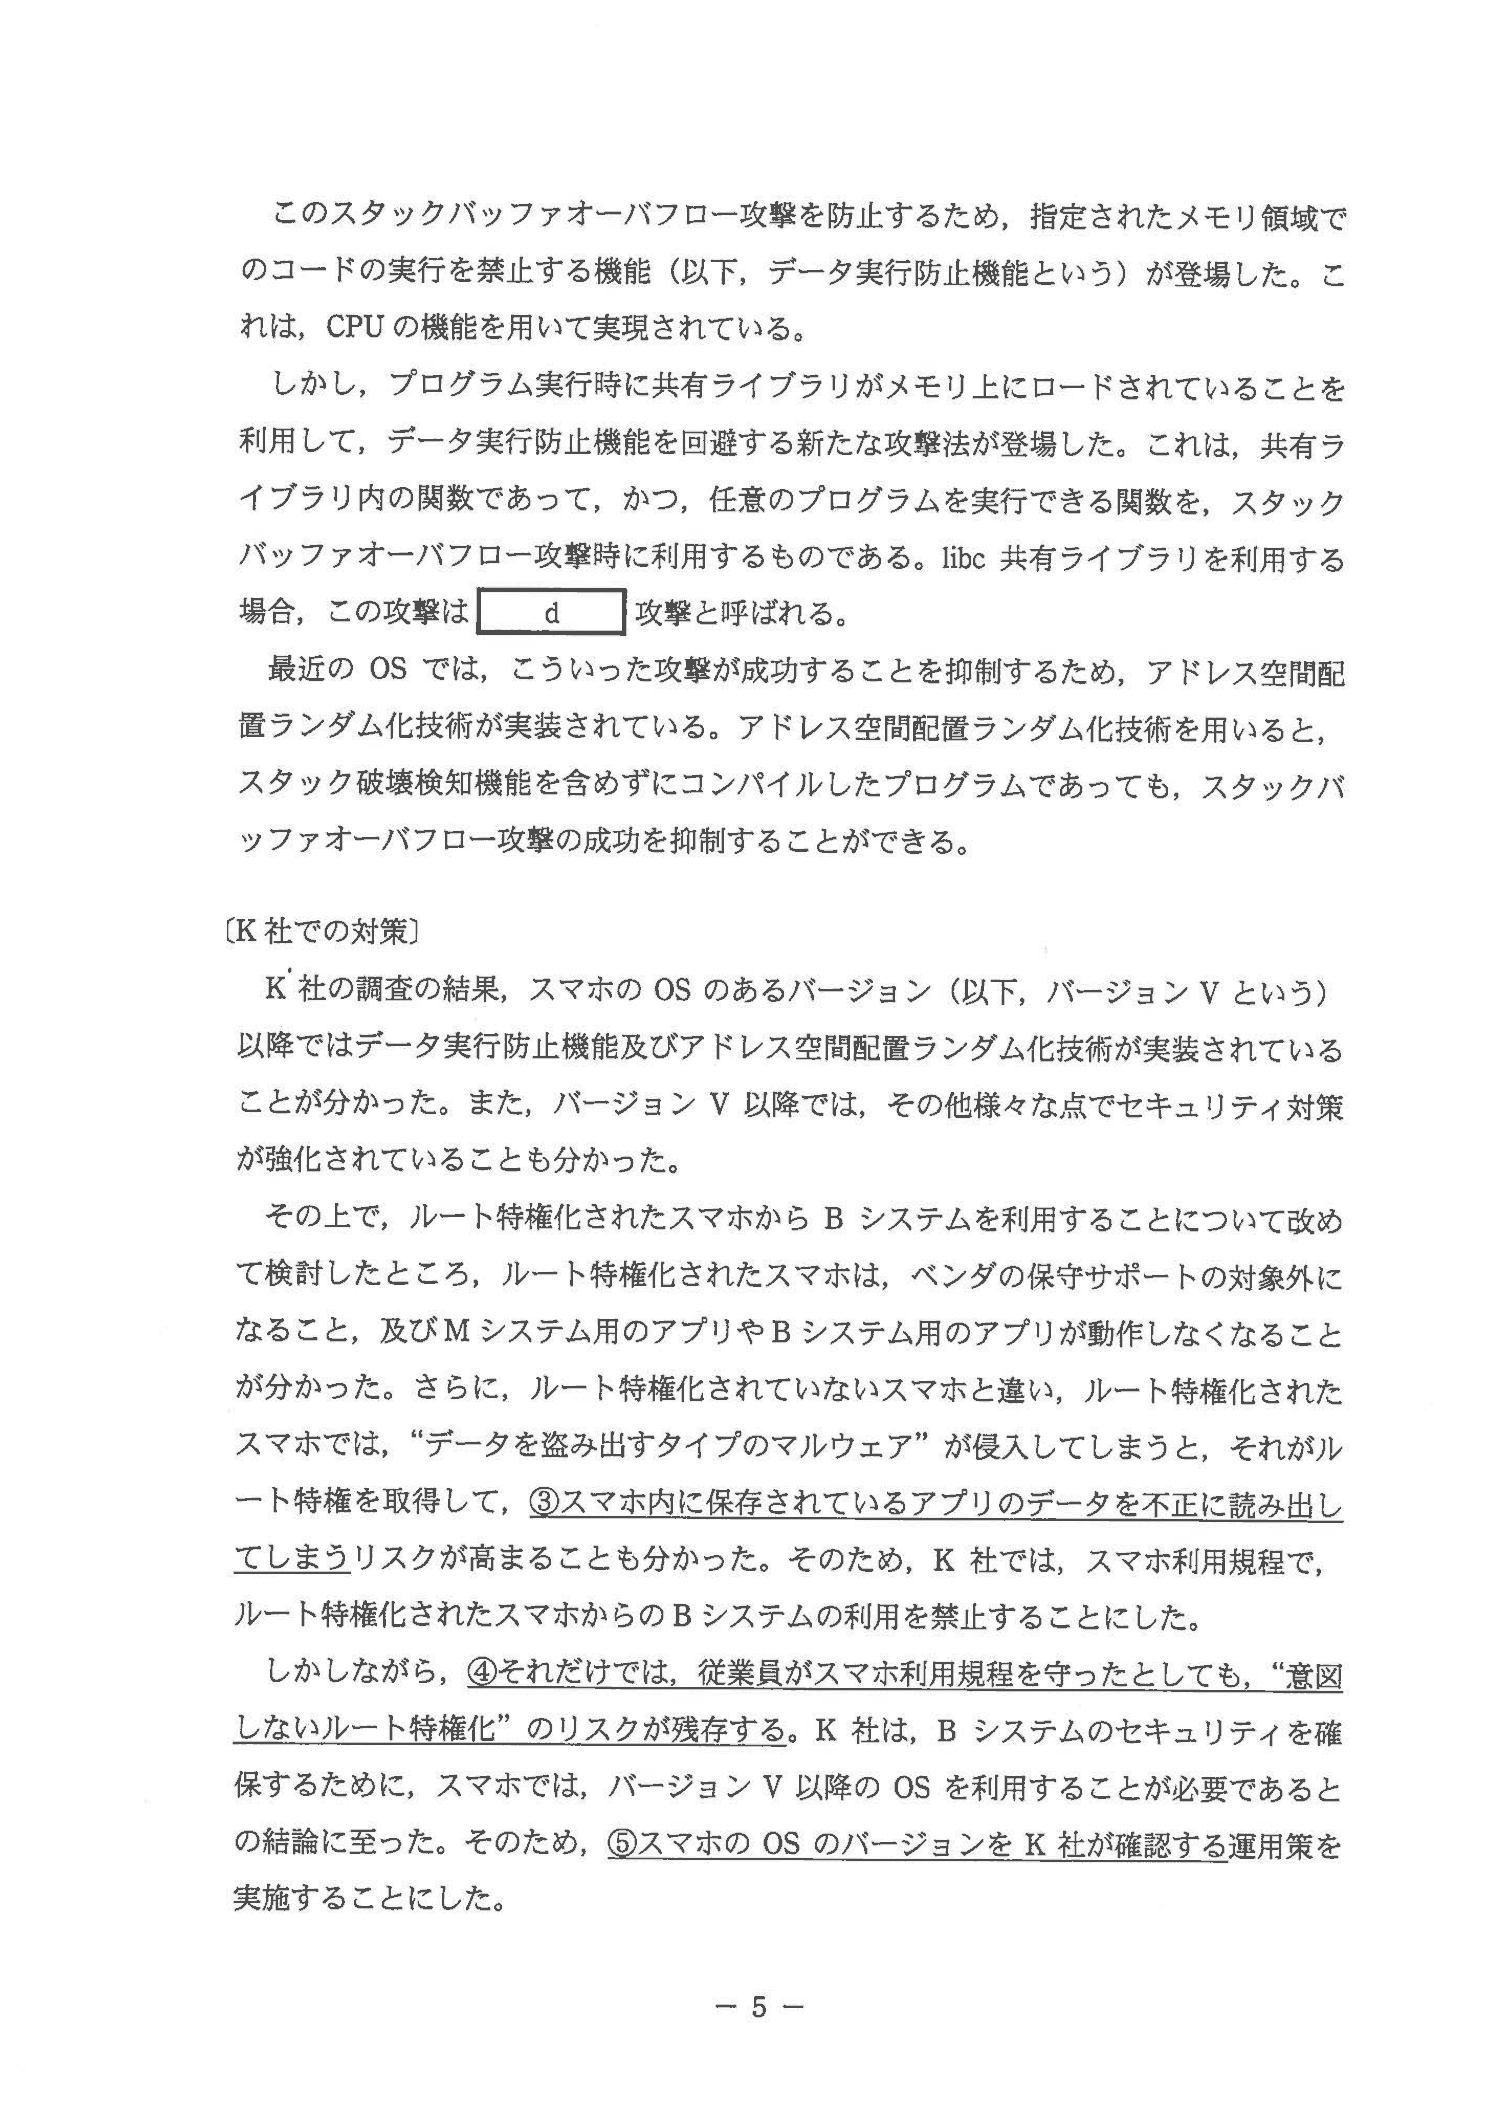 このスタックバッファオーバフロー攻撃を防止するため，指定されたメモリ領域で
のコードの実行を禁止する機能（以下，データ実行防止機能という）が登場した。こ
れは，CPU の機能を用いて実現されている。
しかし，プログラム実行時に共有ライブラリがメモリ上にロードされていることを
利用して，データ実行防止機能を回避する新たな攻撃法が登場した。これは，共有ラ
イブラリ内の関数であって，かつ，任意のプログラムを実行できる関数を，スタック
バッファオーバフロー攻撃時に利用するものである。libc 共有ライブラリを利用する
場合，この攻撃は d 攻撃と呼ばれる。
最近の OS では，こういった攻撃が成功することを抑制するため，アドレス空間配
置ランダム化技術が実装されている。アドレス空間配置ランダム化技術を用いると，
スタック破壊検知機能を含めずにコンパイルしたプログラムであっても，スタックバ
ッファオーバフロー攻撃の成功を抑制することができる。
〔K 社での対策〕
K 社の調査の結果，スマホの OS のあるバージョン（以下，バージョン V という）
以降ではデータ実行防止機能及びアドレス空間配置ランダム化技術が実装されている
ことが分かった。また，バージョン V 以降では，その他様々な点でセキュリティ対策
が強化されていることも分かった。
その上で，ルート特権化されたスマホから B システムを利用することについて改め
て検討したところ，ルート特権化されたスマホは，ベンダの保守サポートの対象外に
なること，及び M システム用のアプリや B システム用のアプリが動作しなくなること
が分かった。さらに，ルート特権化されていないスマホと違い，ルート特権化された
スマホでは，“データを盗み出すタイプのマルウェア” が侵入してしまうと，それがル
ート特権を取得して，③スマホ内に保存されているアプリのデータを不正に読み出し
てしまうリスクが高まることも分かった。そのため，K 社では，スマホ利用規程で，
ルート特権化されたスマホからの B システムの利用を禁止することにした。
しかしながら，④それだけでは，従業員がスマホ利用規程を守ったとしても，“意図
しないルート特権化” のリスクが残存する。K 社は，B システムのセキュリティを確
保するために，スマホでは，バージョン V 以降の OS を利用することが必要であると
の結論に至った。そのため，⑤スマホの OS のバージョンを K 社が確認する運用策を
実施することにした。
− 5 −